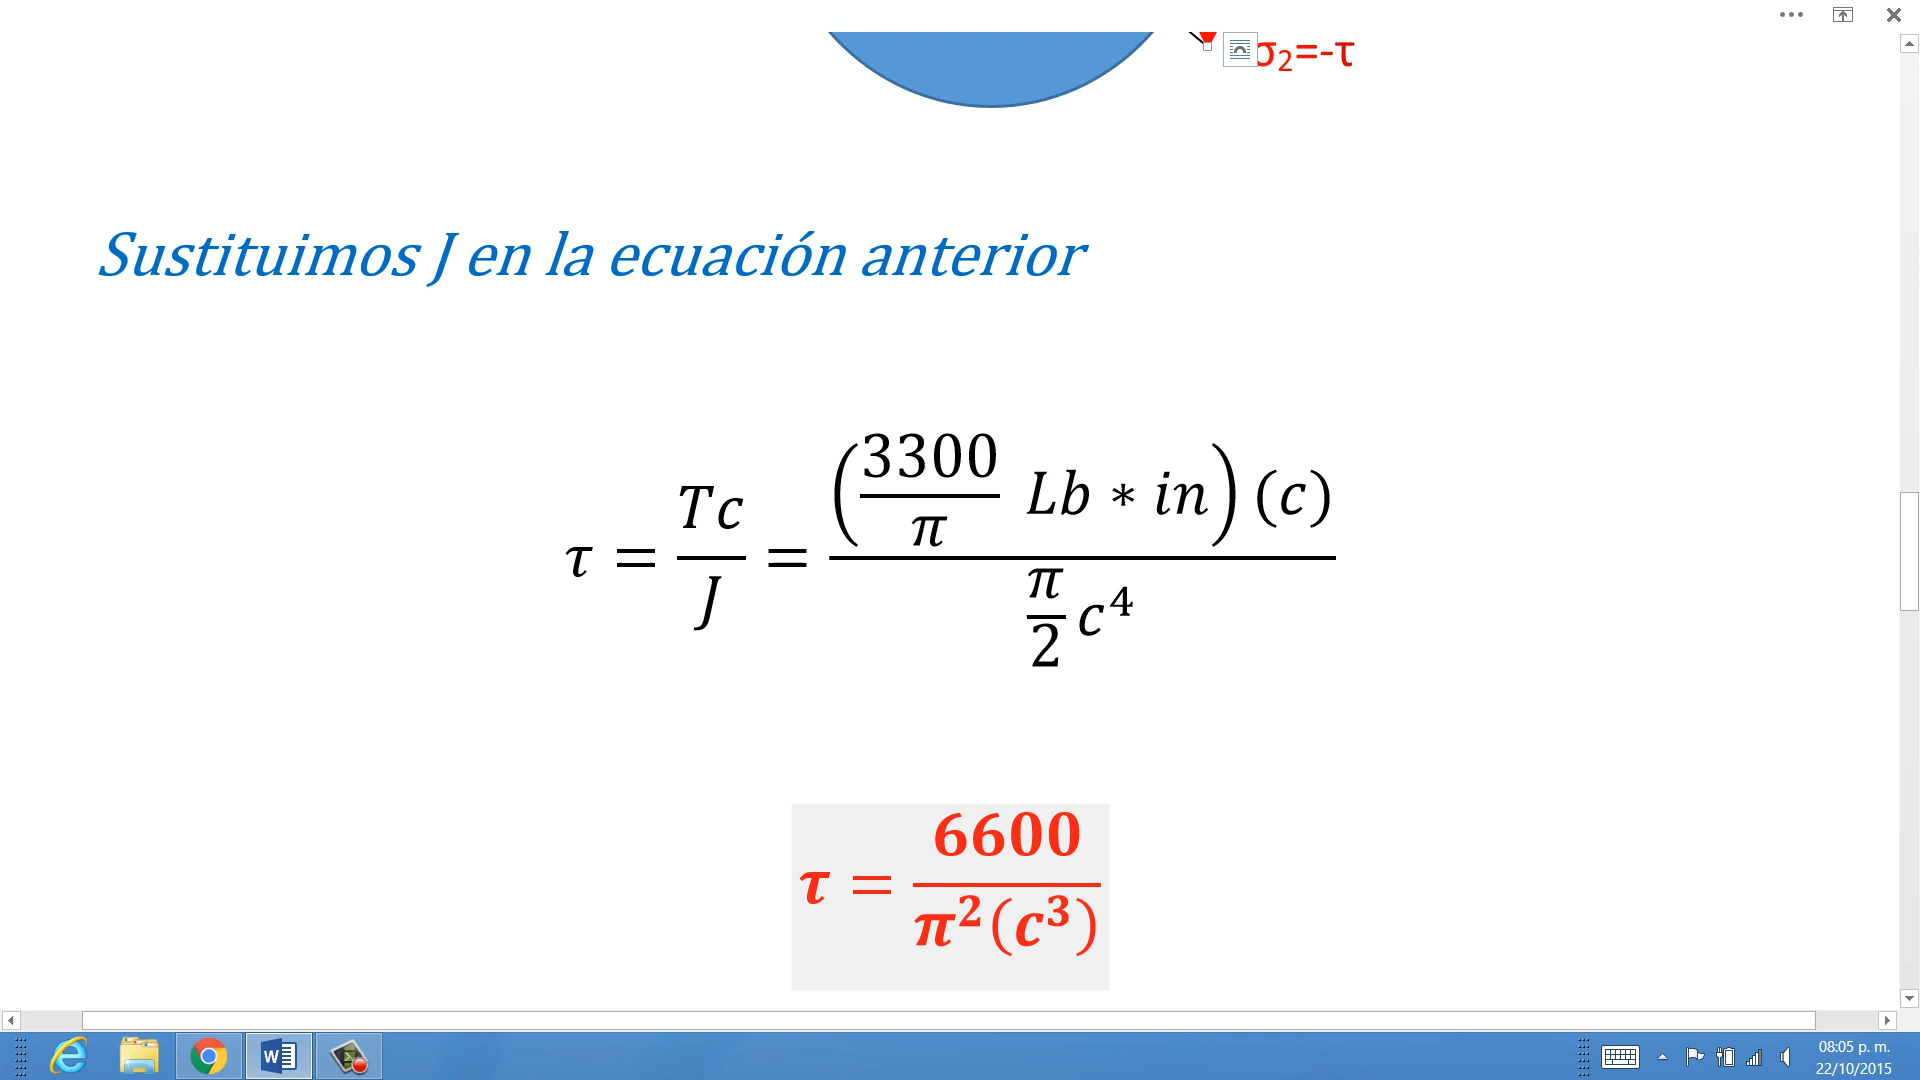 σ₂=-τ
Sustituimos J en la ecuación anterior
τ = Tc/J = ((3300/π Lb * in)(c))/(π/2 c⁴)
τ = 6600/(π²(c³))
08:05 p. m.
22/10/2015